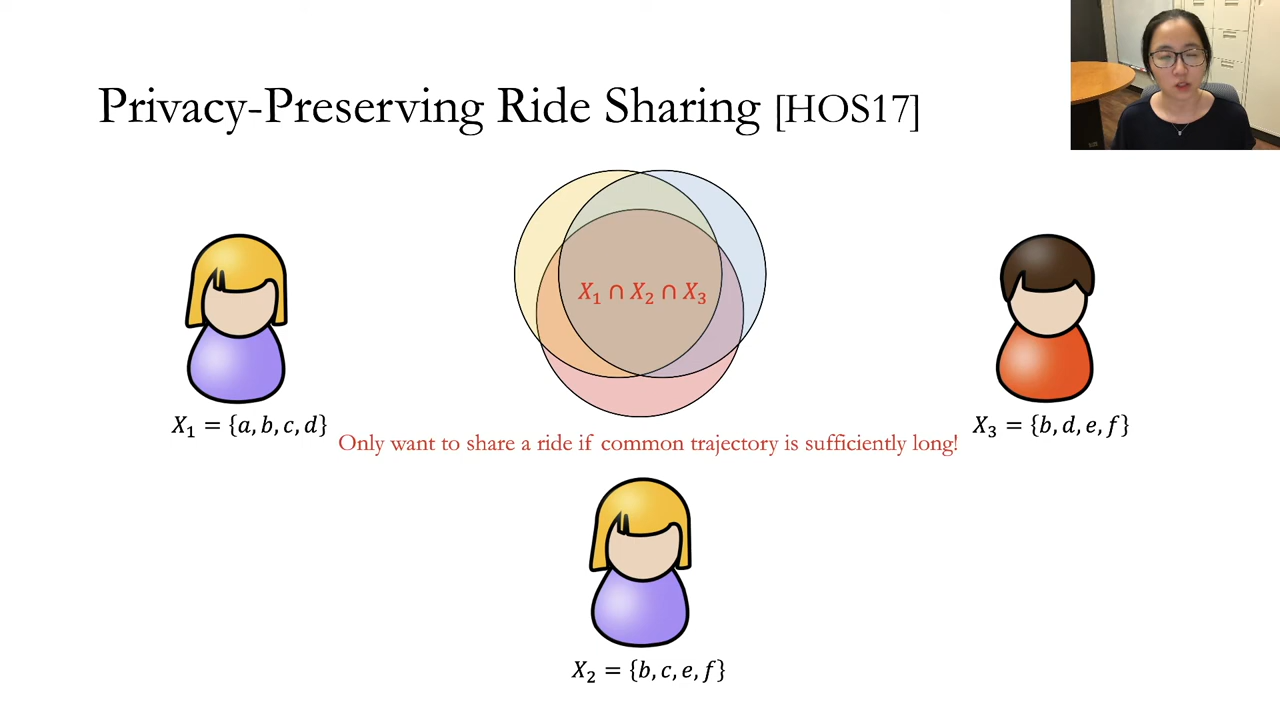 Privacy-Preserving Ride Sharing [HOS17]
X₁ ∩ X₂ ∩ X₃
X₁ = {a, b, c, d}
X₃ = {b, d, e, f}
Only want to share a ride if common trajectory is sufficiently long!
X₂ = {b, c, e, f}